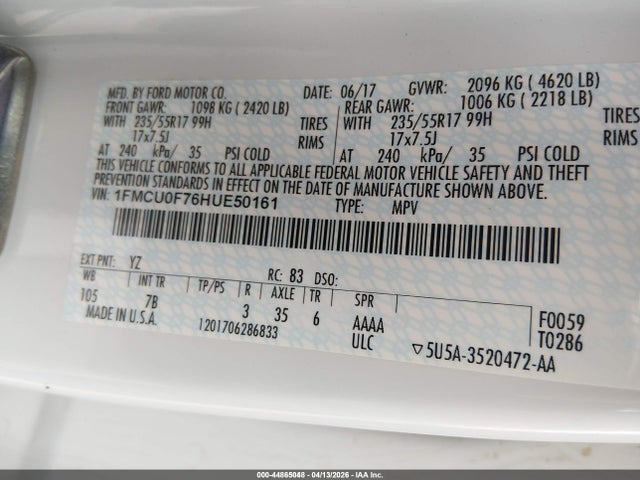 MFD. BY FORD MOTOR CO. DATE: 06/17 GVWR: 2096 KG ( 4620 LB)
FRONT GAWR: 1098 KG ( 2420 LB) REAR GAWR: 1006 KG ( 2218 LB)
WITH 235/55R17 99H TIRES WITH 235/55R17 99H TIRES
17x7.5J RIMS 17x7.5J RIMS
AT 240 kPa/ 35 PSI COLD AT 240 kPa/ 35 PSI COLD
THIS VEHICLE CONFORMS TO ALL APPLICABLE FEDERAL MOTOR VEHICLE SAFETY AND THEFT
PREVENTION STANDARDS IN EFFECT ON THE DATE OF MANUFACTURE SHOWN ABOVE.
VIN: 1FMCU0F76HUE50161 TYPE: MPV
EXT PNT: YZ RC: 83 DSO:
WB INT TR TP/PS R AXLE TR SPR
105 7B 3 35 6 AAAA F0059
MADE IN U.S.A. 1201706286833 ULC T0286
▽5U5A-3520472-AA
000-44865048 - 04/13/2026 - IAA Inc.